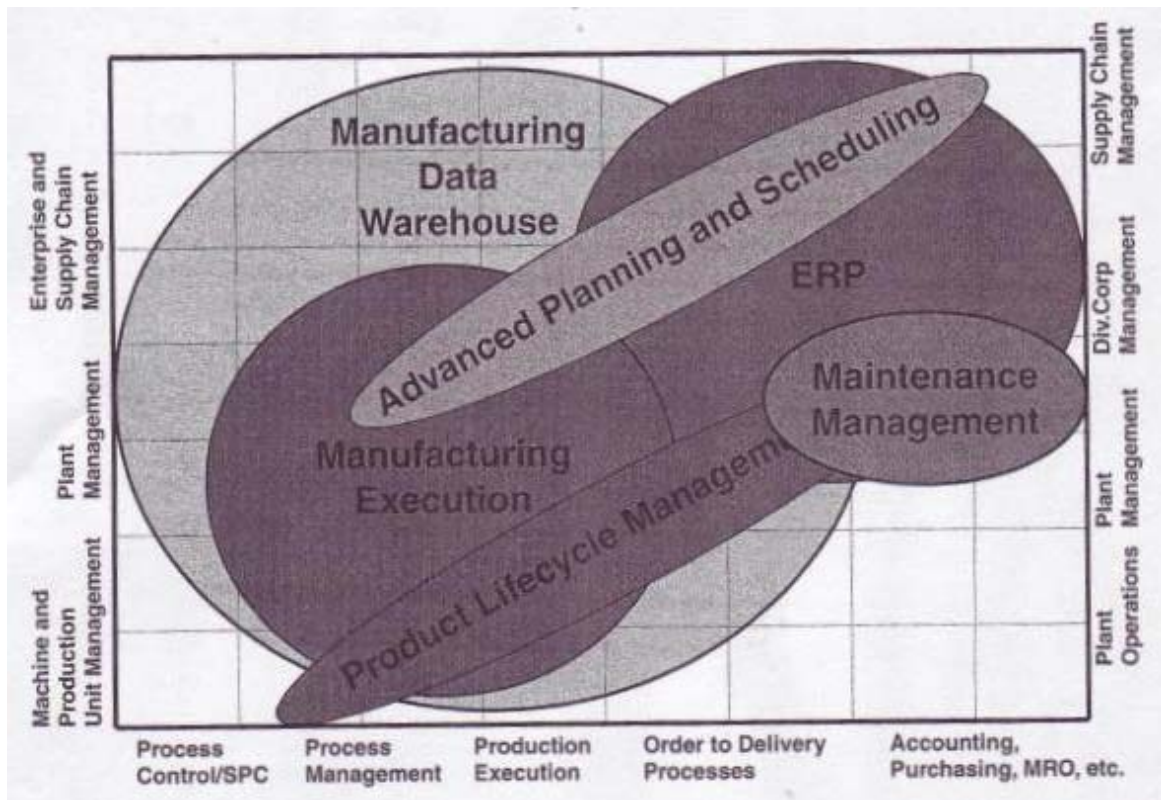 Manufacturing
Data
Warehouse
Advanced Planning and Scheduling
ERP
Maintenance
Management
Manufacturing
Execution
Product Lifecycle Manageme
Enterprise and
Supply Chain
Management
Plant
Management
Machine and
Production
Unit Management
Supply Chain
Management
Div.Corp
Management
Plant
Management
Plant
Operations
Process
Control/SPC
Process
Management
Production
Execution
Order to Delivery
Processes
Accounting,
Purchasing, MRO, etc.